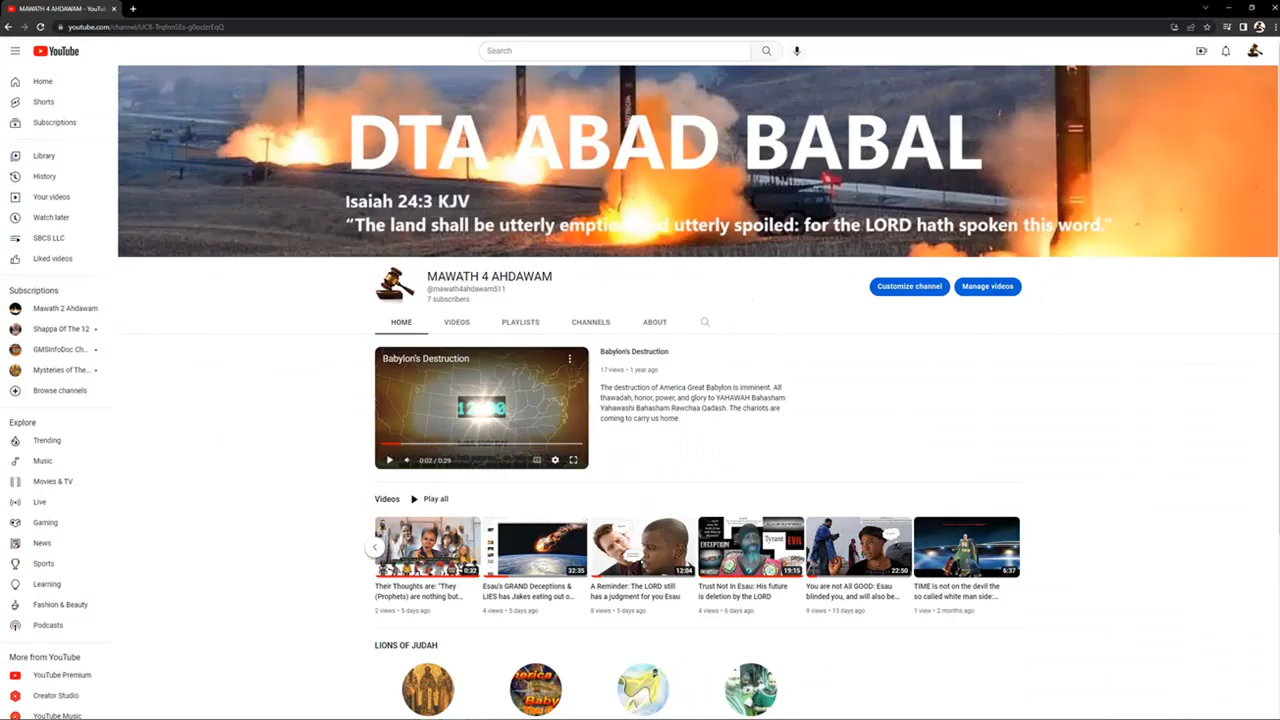 MAWATH 4 AHDAWAM - YouTu
youtube.com/channel/
YouTube
Search
Home
Shorts
Subscriptions
Library
History
Your videos
Watch later
SBCS LLC
Liked videos
Subscriptions
Mawath 2 Ahdawam
Shappa Of The 12
GMSInfoDoc Ch...
Mysteries of The...
Browse channels
Explore
Trending
Music
Movies & TV
Live
Gaming
News
Sports
Learning
Fashion & Beauty
Podcasts
More from YouTube
YouTube Premium
Creator Studio
YouTube Music
DTA ABAD BABAL
Isaiah 24:3 KJV
“The land shall be utterly emptied, and utterly spoiled: for the LORD hath spoken this word.”
MAWATH 4 AHDAWAM
@mawath4ahdawam511
7 subscribers
Customize channel
Manage videos
HOME
VIDEOS
PLAYLISTS
CHANNELS
ABOUT
Babylon's Destruction
0:02 / 0:29
Babylon's Destruction
17 views • 1 year ago
The destruction of America Great Babylon is imminent. All
thawadah, honor, power, and glory to YAHAWAH Bahasham
Yahawashi Bahasham Rawchaa Qadash. The chariots are
coming to carry us home.
Videos
Play all
0:32
Their Thoughts are: "They
(Prophets) are nothing but...
2 views • 5 days ago
32:35
Esau's GRAND Deceptions &
LIES has Jakes eating out o...
4 views • 5 days ago
12:04
A Reminder: The LORD still
has a judgment for you Esau
8 views • 5 days ago
EXCEPTION
Tyrant
EVIL
19:15
Trust Not In Esau: His future
is deletion by the LORD
4 views • 6 days ago
22:50
You are not All GOOD: Esau
blinded you, and will also be...
9 views • 13 days ago
6:37
TIME is not on the devil the
so called white man side:...
1 view • 2 months ago
LIONS OF JUDAH